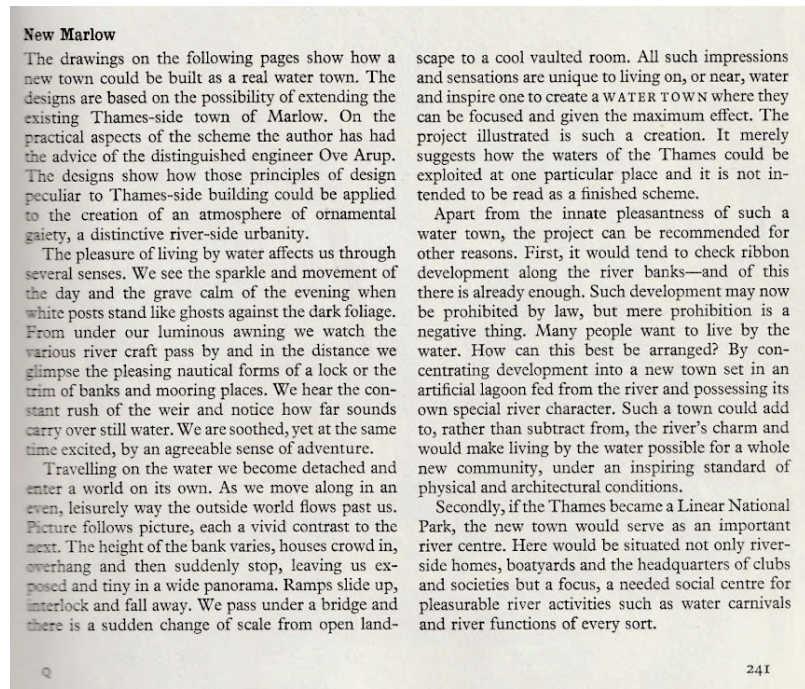 New Marlow
The drawings on the following pages show how a
new town could be built as a real water town. The
designs are based on the possibility of extending the
existing Thames-side town of Marlow. On the
practical aspects of the scheme the author has had
the advice of the distinguished engineer Ove Arup.
The designs show how those principles of design
peculiar to Thames-side building could be applied
to the creation of an atmosphere of ornamental
gaiety, a distinctive river-side urbanity.
The pleasure of living by water affects us through
several senses. We see the sparkle and movement of
the day and the grave calm of the evening when
white posts stand like ghosts against the dark foliage.
From under our luminous awning we watch the
various river craft pass by and in the distance we
glimpse the pleasing nautical forms of a lock or the
trim of banks and mooring places. We hear the con-
stant rush of the weir and notice how far sounds
carry over still water. We are soothed, yet at the same
time excited, by an agreeable sense of adventure.
Travelling on the water we become detached and
enter a world on its own. As we move along in an
even, leisurely way the outside world flows past us.
Picture follows picture, each a vivid contrast to the
next. The height of the bank varies, houses crowd in,
overhang and then suddenly stop, leaving us ex-
posed and tiny in a wide panorama. Ramps slide up,
interlock and fall away. We pass under a bridge and
there is a sudden change of scale from open land-
scape to a cool vaulted room. All such impressions
and sensations are unique to living on, or near, water
and inspire one to create a WATER TOWN where they
can be focused and given the maximum effect. The
project illustrated is such a creation. It merely
suggests how the waters of the Thames could be
exploited at one particular place and it is not in-
tended to be read as a finished scheme.
Apart from the innate pleasantness of such a
water town, the project can be recommended for
other reasons. First, it would tend to check ribbon
development along the river banks—and of this
there is already enough. Such development may now
be prohibited by law, but mere prohibition is a
negative thing. Many people want to live by the
water. How can this best be arranged? By con-
centrating development into a new town set in an
artificial lagoon fed from the river and possessing its
own special river character. Such a town could add
to, rather than subtract from, the river's charm and
would make living by the water possible for a whole
new community, under an inspiring standard of
physical and architectural conditions.
Secondly, if the Thames became a Linear National
Park, the new town would serve as an important
river centre. Here would be situated not only river-
side homes, boatyards and the headquarters of clubs
and societies but a focus, a needed social centre for
pleasurable river activities such as water carnivals
and river functions of every sort.
Q
241